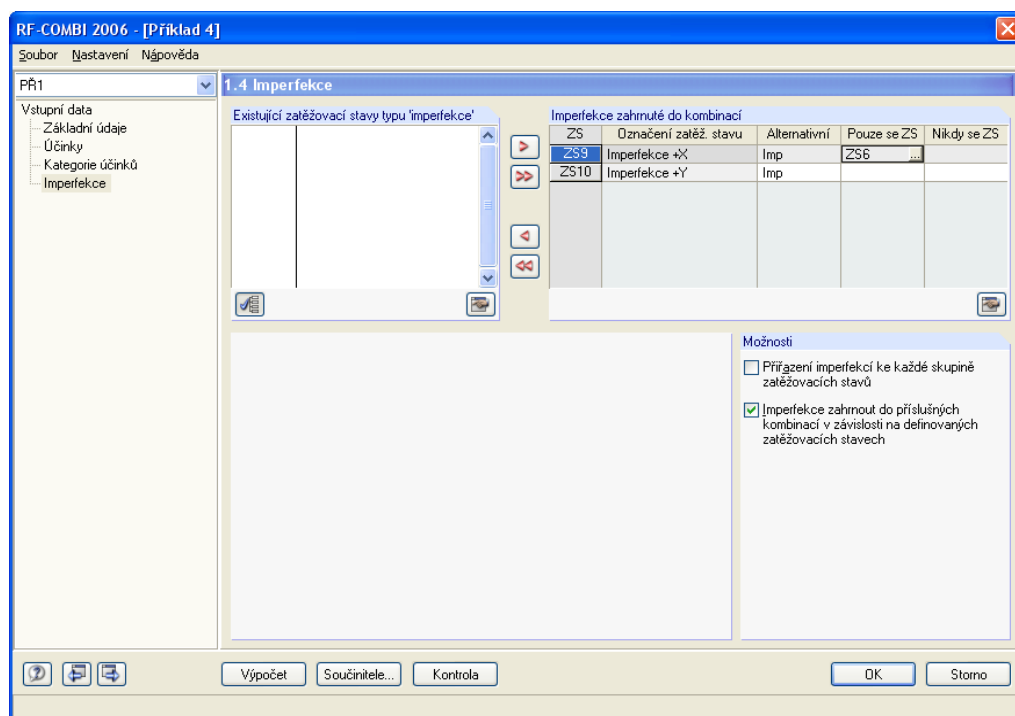 RF-COMBI 2006 - [Příklad 4]
Soubor Nastavení Nápověda
PŘ1
1.4 Imperfekce
Vstupní data
Základní údaje
Účinky
Kategorie účinků
Imperfekce
Existující zatěžovací stavy typu 'imperfekce'
Imperfekce zahrnuté do kombinací
ZS Označení zatěž. stavu Alternativní Pouze se ZS Nikdy se ZS
ZS9 Imperfekce +X Imp ZS6 ...
ZS10 Imperfekce +Y Imp
Možnosti
Přiřazení imperfekcí ke každé skupině
zatěžovacích stavů
Imperfekce zahrnout do příslušných
kombinací v závislosti na definovaných
zatěžovacích stavech
Výpočet Součinitele... Kontrola OK Storno